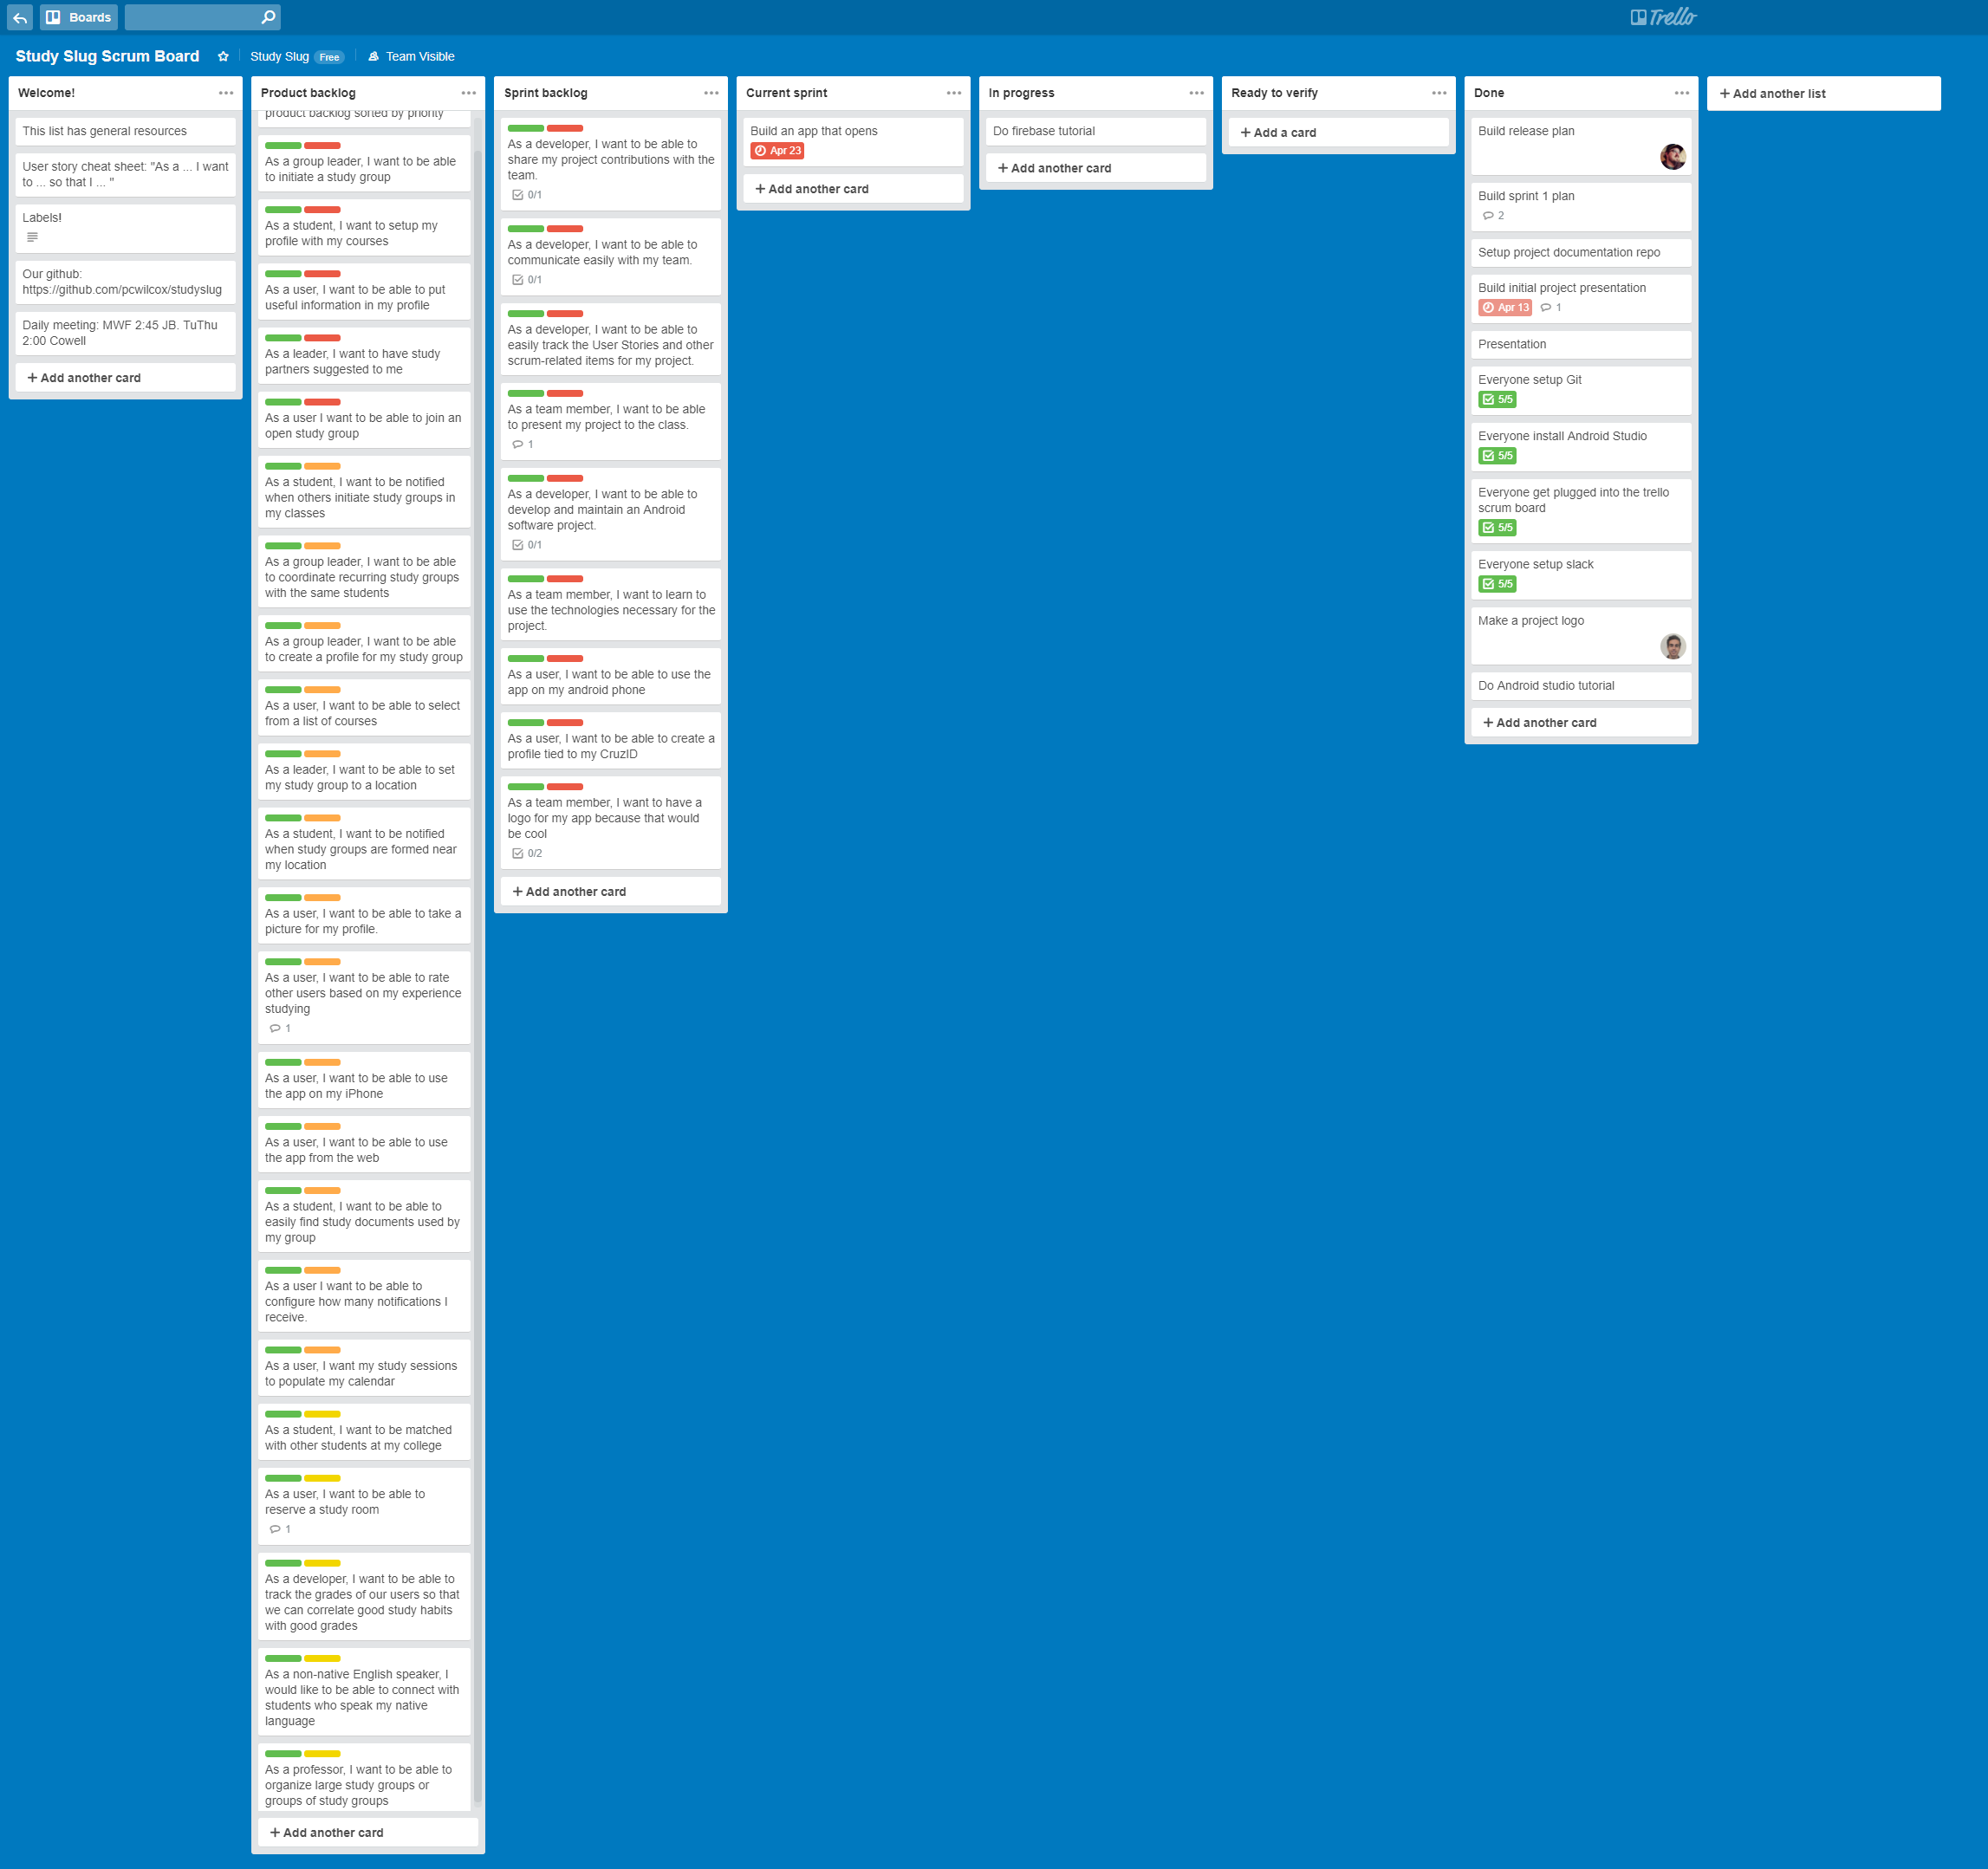 Boards
Trello
Study Slug Scrum Board
Study Slug Free
Team Visible
Welcome!
This list has general resources
User story cheat sheet: "As a ... I want
to ... so that I ... "
Labels!
Our github:
https://github.com/pcwilcox/studyslug
Daily meeting: MWF 2:45 JB. TuThu
2:00 Cowell
+ Add another card
Product backlog
product backlog sorted by priority
As a group leader, I want to be able
to initiate a study group
As a student, I want to setup my
profile with my courses
As a user, I want to be able to put
useful information in my profile
As a leader, I want to have study
partners suggested to me
As a user I want to be able to join an
open study group
As a student, I want to be notified
when others initiate study groups in
my classes
As a group leader, I want to be able
to coordinate recurring study groups
with the same students
As a group leader, I want to be able
to create a profile for my study group
As a user, I want to be able to select
from a list of courses
As a leader, I want to be able to set
my study group to a location
As a student, I want to be notified
when study groups are formed near
my location
As a user, I want to be able to take a
picture for my profile.
As a user, I want to be able to rate
other users based on my experience
studying
1
As a user, I want to be able to use
the app on my iPhone
As a user, I want to be able to use
the app from the web
As a student, I want to be able to
easily find study documents used by
my group
As a user I want to be able to
configure how many notifications I
receive.
As a user, I want my study sessions
to populate my calendar
As a student, I want to be matched
with other students at my college
As a user, I want to be able to
reserve a study room
1
As a developer, I want to be able to
track the grades of our users so that
we can correlate good study habits
with good grades
As a non-native English speaker, I
would like to be able to connect with
students who speak my native
language
As a professor, I want to be able to
organize large study groups or
groups of study groups
+ Add another card
Sprint backlog
As a developer, I want to be able to
share my project contributions with the
team.
0/1
As a developer, I want to be able to
communicate easily with my team.
0/1
As a developer, I want to be able to
easily track the User Stories and other
scrum-related items for my project.
As a team member, I want to be able
to present my project to the class.
1
As a developer, I want to be able to
develop and maintain an Android
software project.
0/1
As a team member, I want to learn to
use the technologies necessary for the
project.
As a user, I want to be able to use the
app on my android phone
As a user, I want to be able to create a
profile tied to my CruzID
As a team member, I want to have a
logo for my app because that would
be cool
0/2
+ Add another card
Current sprint
Build an app that opens
Apr 23
+ Add another card
In progress
Do firebase tutorial
+ Add another card
Ready to verify
+ Add a card
Done
Build release plan
Build sprint 1 plan
2
Setup project documentation repo
Build initial project presentation
Apr 13 1
Presentation
Everyone setup Git
5/5
Everyone install Android Studio
5/5
Everyone get plugged into the trello
scrum board
5/5
Everyone setup slack
5/5
Make a project logo
Do Android studio tutorial
+ Add another card
+ Add another list